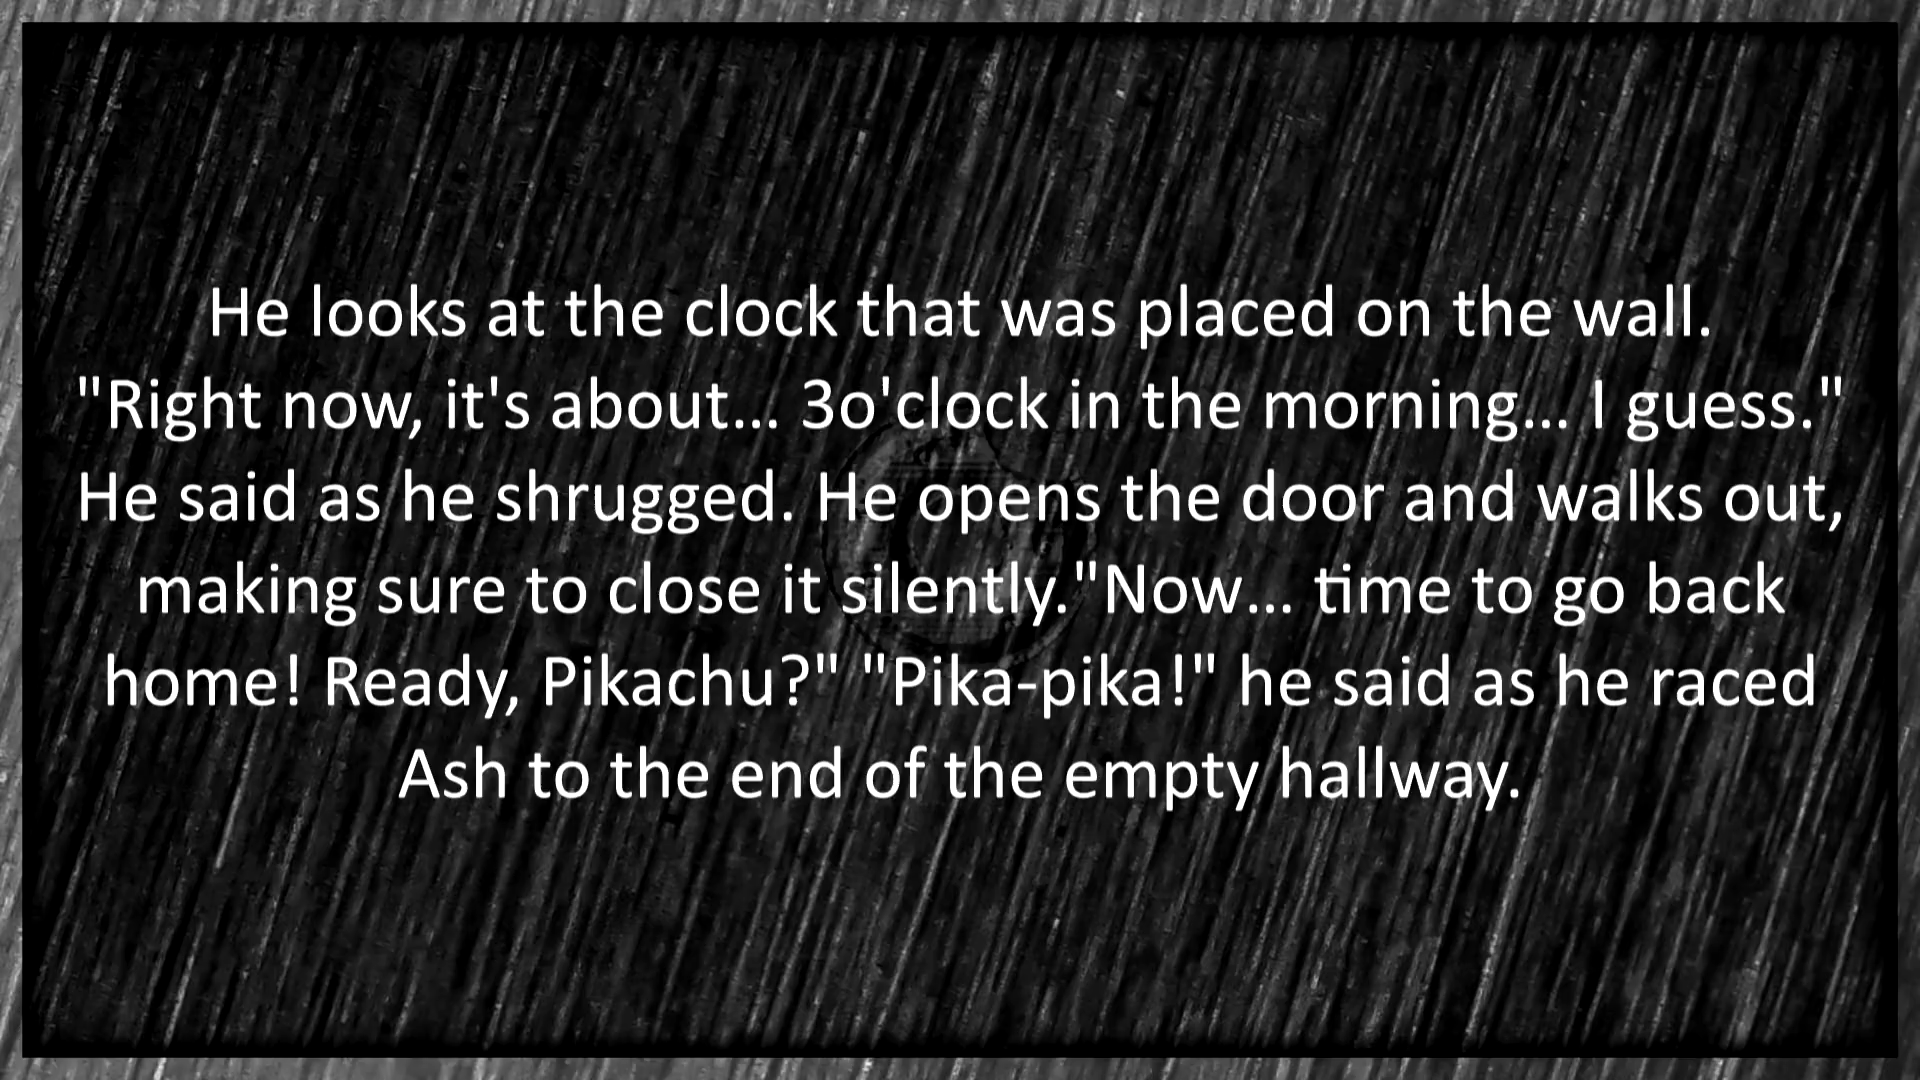 He looks at the clock that was placed on the wall.
"Right now, it's about... 3o'clock in the morning... I guess."
He said as he shrugged. He opens the door and walks out,
making sure to close it silently."Now... time to go back
home! Ready, Pikachu?" "Pika-pika!" he said as he raced
Ash to the end of the empty hallway.